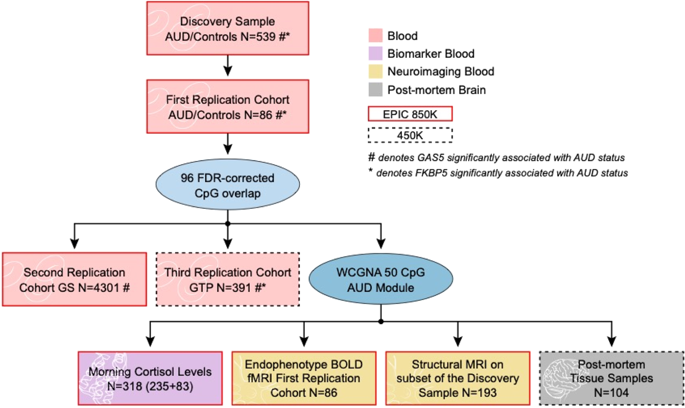 Discovery Sample
AUD/Controls N=539 #*
Blood
Biomarker Blood
Neuroimaging Blood
Post-mortem Brain
First Replication Cohort
AUD/Controls N=86 #*
EPIC 850K
450K
# denotes GAS5 significantly associated with AUD status
* denotes FKBP5 significantly associated with AUD status
96 FDR-corrected
CpG overlap
Second Replication
Cohort GS N=4301 #
Third Replication Cohort
GTP N=391 #*
WCGNA 50 CpG
AUD Module
Morning Cortisol Levels
N=318 (235+83)
Endophenotype BOLD
fMRI First Replication
Cohort N=86
Structural MRI on
subset of the Discovery
Sample N=193
Post-mortem
Tissue Samples
N=104